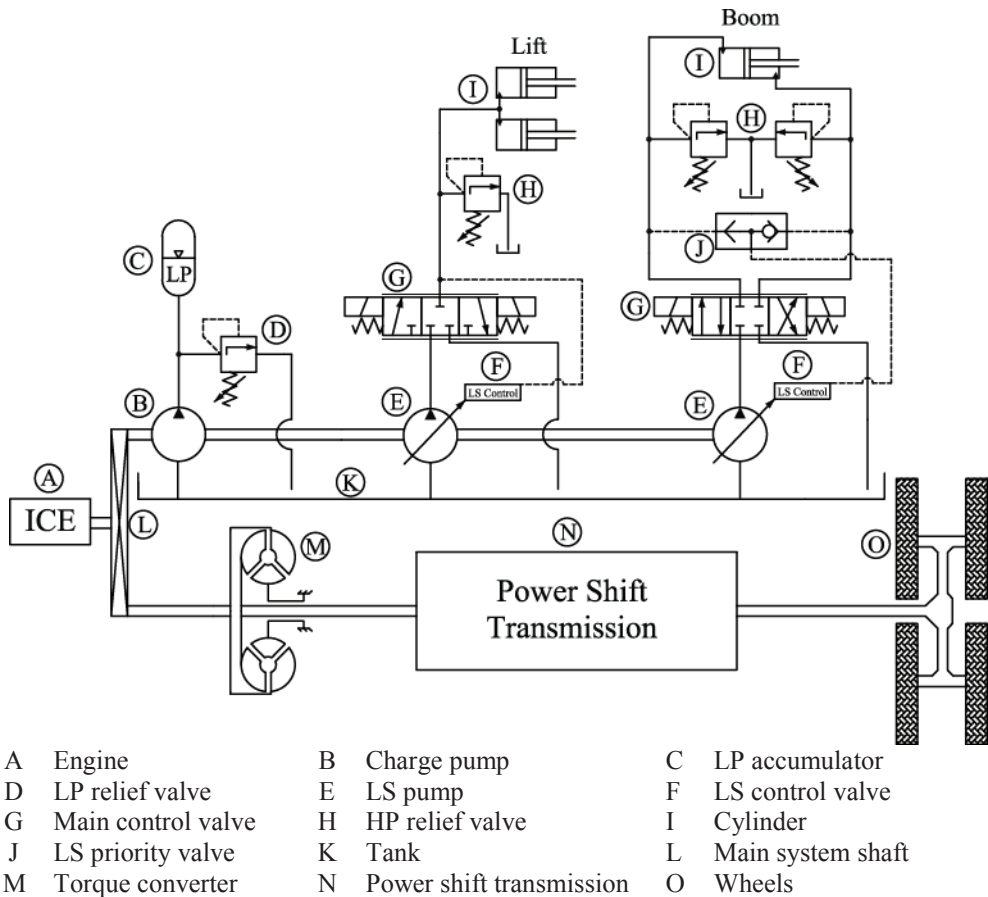 Boom
Lift
I
I
H
H
C
LP
J
G
G
D
F
F
LS Control
LS Control
B
E
E
A
K
ICE
L
M
N
O
Power Shift
Transmission
A Engine B Charge pump C LP accumulator
D LP relief valve E LS pump F LS control valve
G Main control valve H HP relief valve I Cylinder
J LS priority valve K Tank L Main system shaft
M Torque converter N Power shift transmission O Wheels